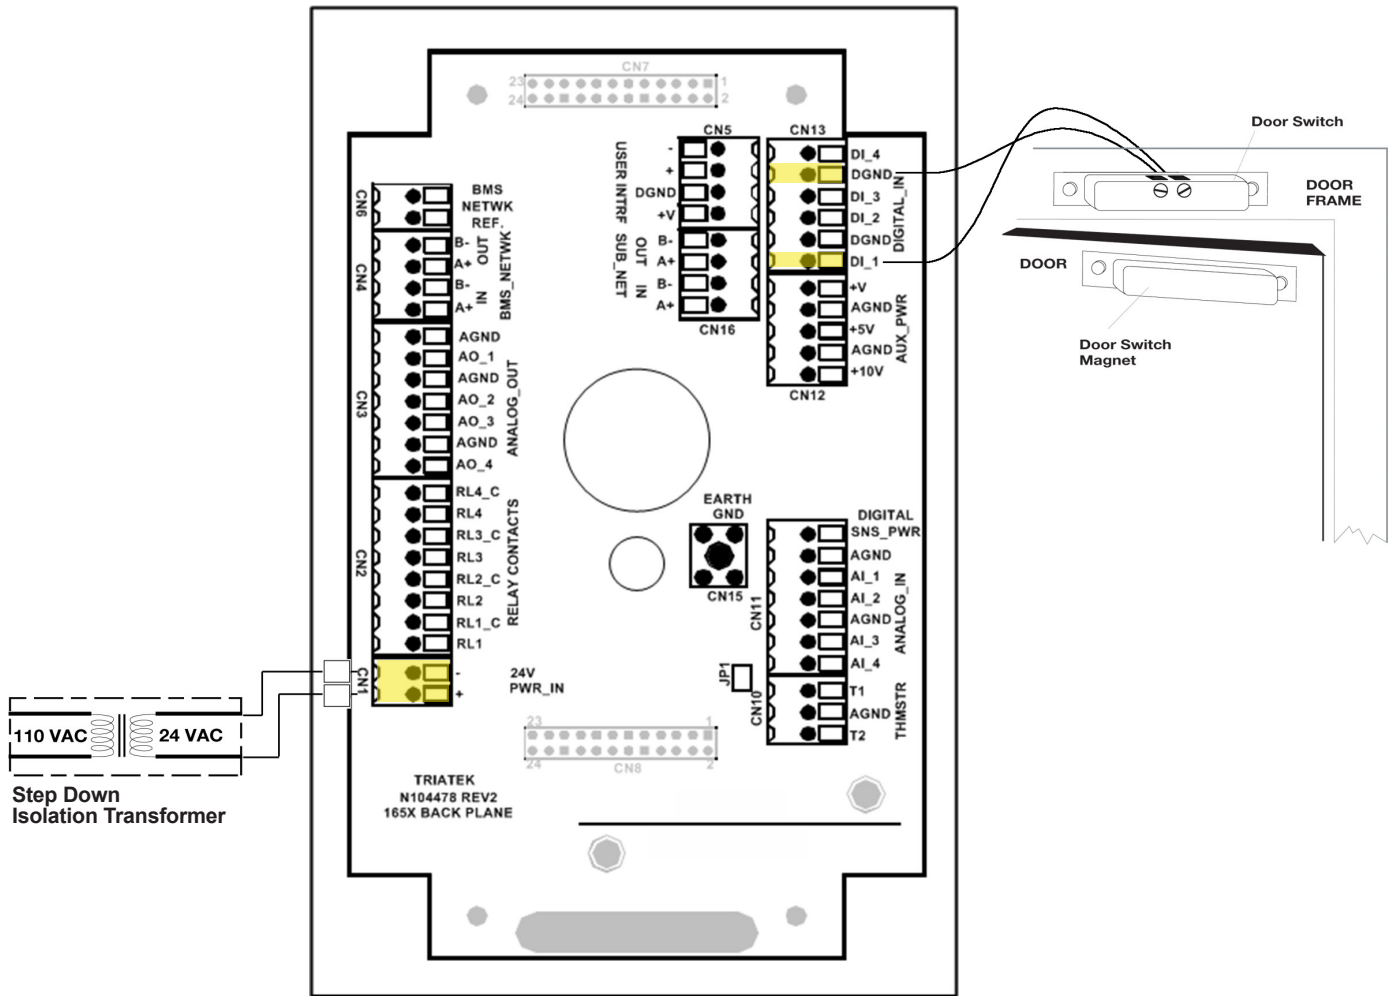 CN7
23
1
24
2
CN5
CN13
-
+
DGND
+V
USER INTRF
B-
A+
B-
A+
OUT
IN
SUB_NET
CN16
DI_4
DGND
DI_3
DI_2
DGND
DI_1
DIGITAL_IN
+V
AGND
+5V
AGND
+10V
AUX_PWR
CN12
Door Switch
DOOR
FRAME
DOOR
Door Switch
Magnet
CN6
BMS
NETWK
REF.
CN4
B-
A+
B-
A+
OUT
IN
BMS_NETWK
CN3
AGND
AO_1
AGND
AO_2
AO_3
AGND
AO_4
ANALOG_OUT
CN2
RL4_C
RL4
RL3_C
RL3
RL2_C
RL2
RL1_C
RL1
RELAY CONTACTS
CN1
-
+
24V
PWR_IN
EARTH
GND
CN15
DIGITAL
SNS_PWR
AGND
AI_1
AI_2
AGND
AI_3
AI_4
CN11
ANALOG_IN
JP1
CN10
T1
AGND
T2
THMSTR
23
1
24
2
CN8
TRIATEK
N104478 REV2
165X BACK PLANE
110 VAC
24 VAC
Step Down
Isolation Transformer